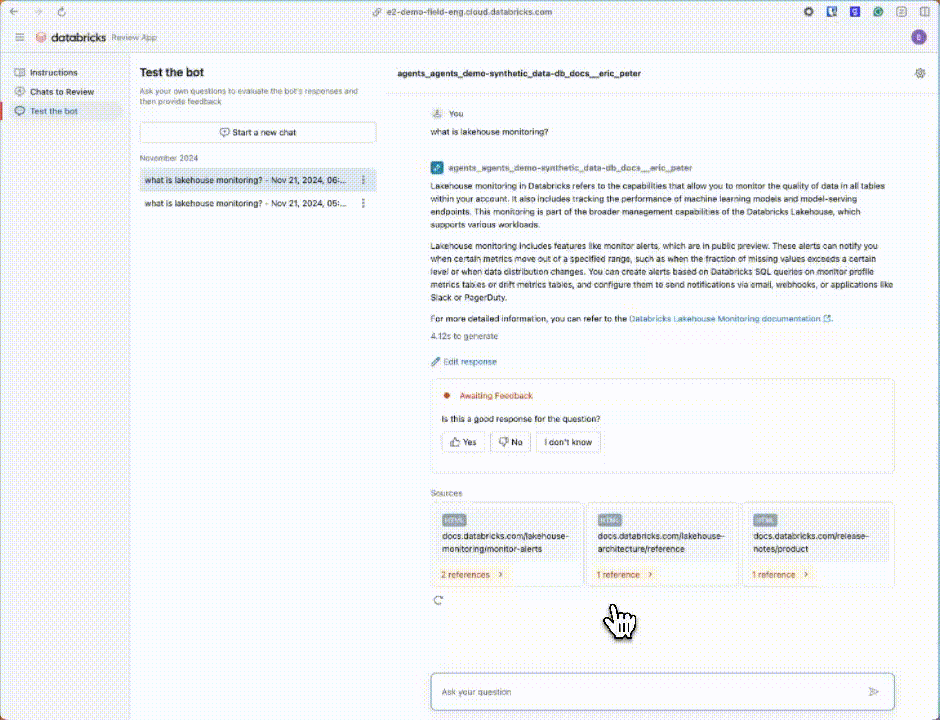 e2-demo-field-eng.cloud.databricks.com
databricks Review App
B
Instructions
Chats to Review
Test the bot
Test the bot
Ask your own questions to evaluate the bot's responses and
then provide feedback
Start a new chat
November 2024
what is lakehouse monitoring? - Nov 21, 2024, 06:...
what is lakehouse monitoring? - Nov 21, 2024, 05:...
agents_agents_demo-synthetic_data-db_docs__eric_peter
You
what is lakehouse monitoring?
agents_agents_demo-synthetic_data-db_docs__eric_peter
Lakehouse monitoring in Databricks refers to the capabilities that allow you to monitor the quality of data in all tables
within your account. It also includes tracking the performance of machine learning models and model-serving
endpoints. This monitoring is part of the broader management capabilities of the Databricks Lakehouse, which
supports various workloads.
Lakehouse monitoring includes features like monitor alerts, which are in public preview. These alerts can notify you
when certain metrics move out of a specified range, such as when the fraction of missing values exceeds a certain
level or when data distribution changes. You can create alerts based on Databricks SQL queries on monitor profile
metrics tables or drift metrics tables, and configure them to send notifications via email, webhooks, or applications like
Slack or PagerDuty.
For more detailed information, you can refer to the Databricks Lakehouse Monitoring documentation.
4.12s to generate
Edit response
Awaiting Feedback
Is this a good response for the question?
Yes
No
I don't know
Sources
HTML
docs.databricks.com/lakehouse-
monitoring/monitor-alerts
2 references
HTML
docs.databricks.com/lakehouse-
architecture/reference
1 reference
HTML
docs.databricks.com/release-
notes/product
1 reference
Ask your question